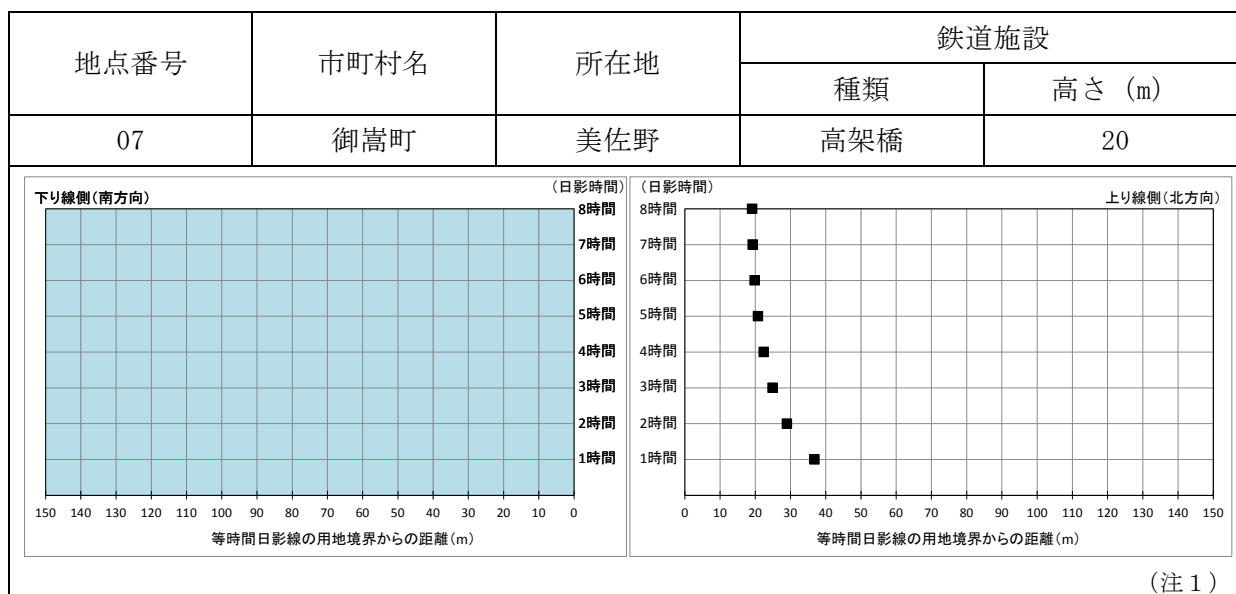 地点番号 市町村名 所在地 鉄道施設
種類 高さ (m)
07 御嵩町 美佐野 高架橋 20
下り線側(南方向) (日影時間)
8時間
7時間
6時間
5時間
4時間
3時間
2時間
1時間
150 140 130 120 110 100 90 80 70 60 50 40 30 20 10 0
等時間日影線の用地境界からの距離(m)
(日影時間) 上り線側(北方向)
8時間
7時間
6時間
5時間
4時間
3時間
2時間
1時間
0 10 20 30 40 50 60 70 80 90 100 110 120 130 140 150
等時間日影線の用地境界からの距離(m)
(注1)